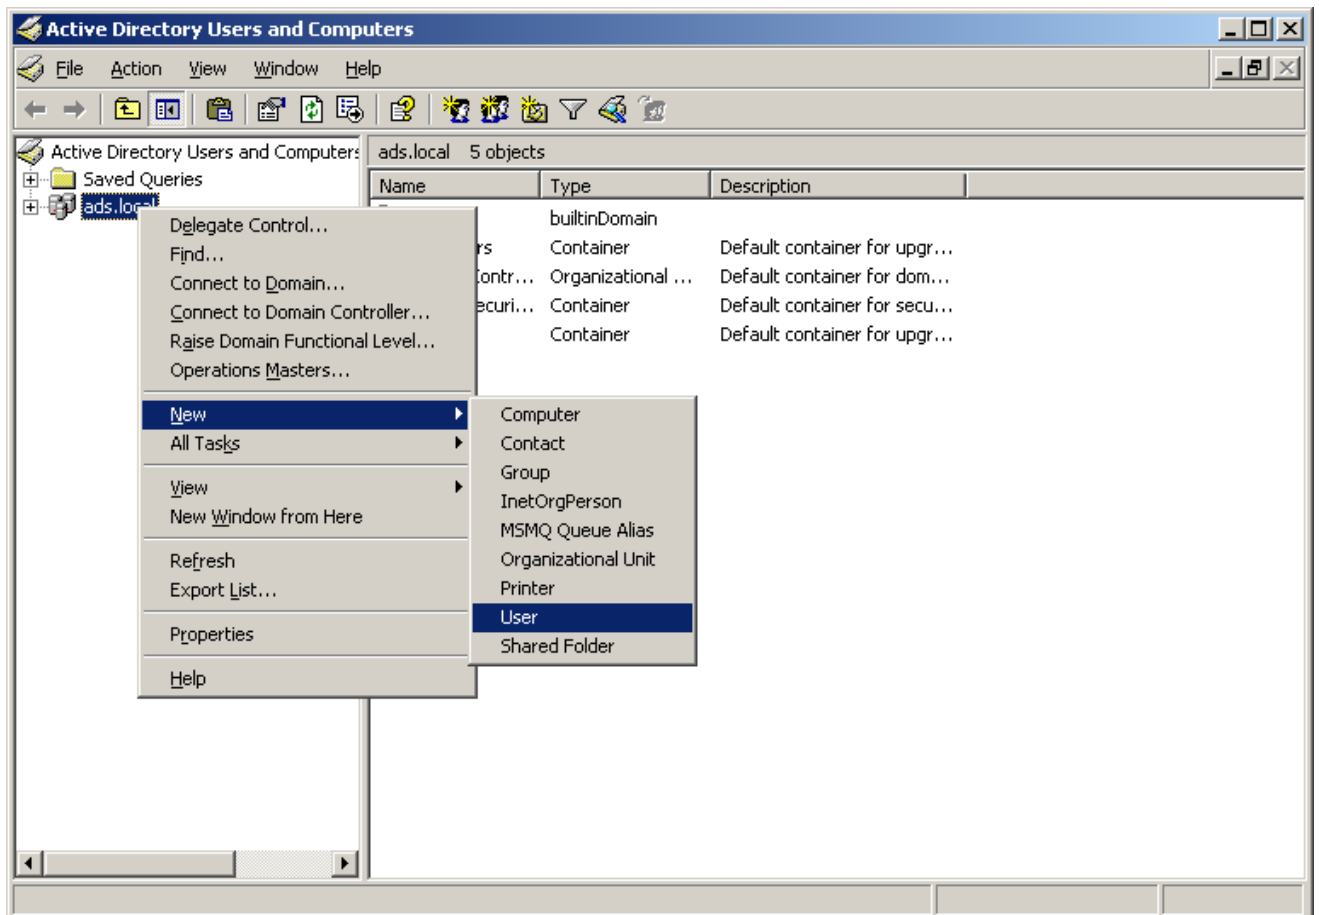 Active Directory Users and Computers
File Action View Window Help
Active Directory Users and Computers
ads.local 5 objects
Saved Queries
ads.local
Name Type Description
builtinDomain
rs Container Default container for upgr...
Contr... Organizational ... Default container for dom...
ecuri... Container Default container for secu...
Container Default container for upgr...
Delegate Control...
Find...
Connect to Domain...
Connect to Domain Controller...
Raise Domain Functional Level...
Operations Masters...
New
All Tasks
View
New Window from Here
Refresh
Export List...
Properties
Help
Computer
Contact
Group
InetOrgPerson
MSMQ Queue Alias
Organizational Unit
Printer
User
Shared Folder